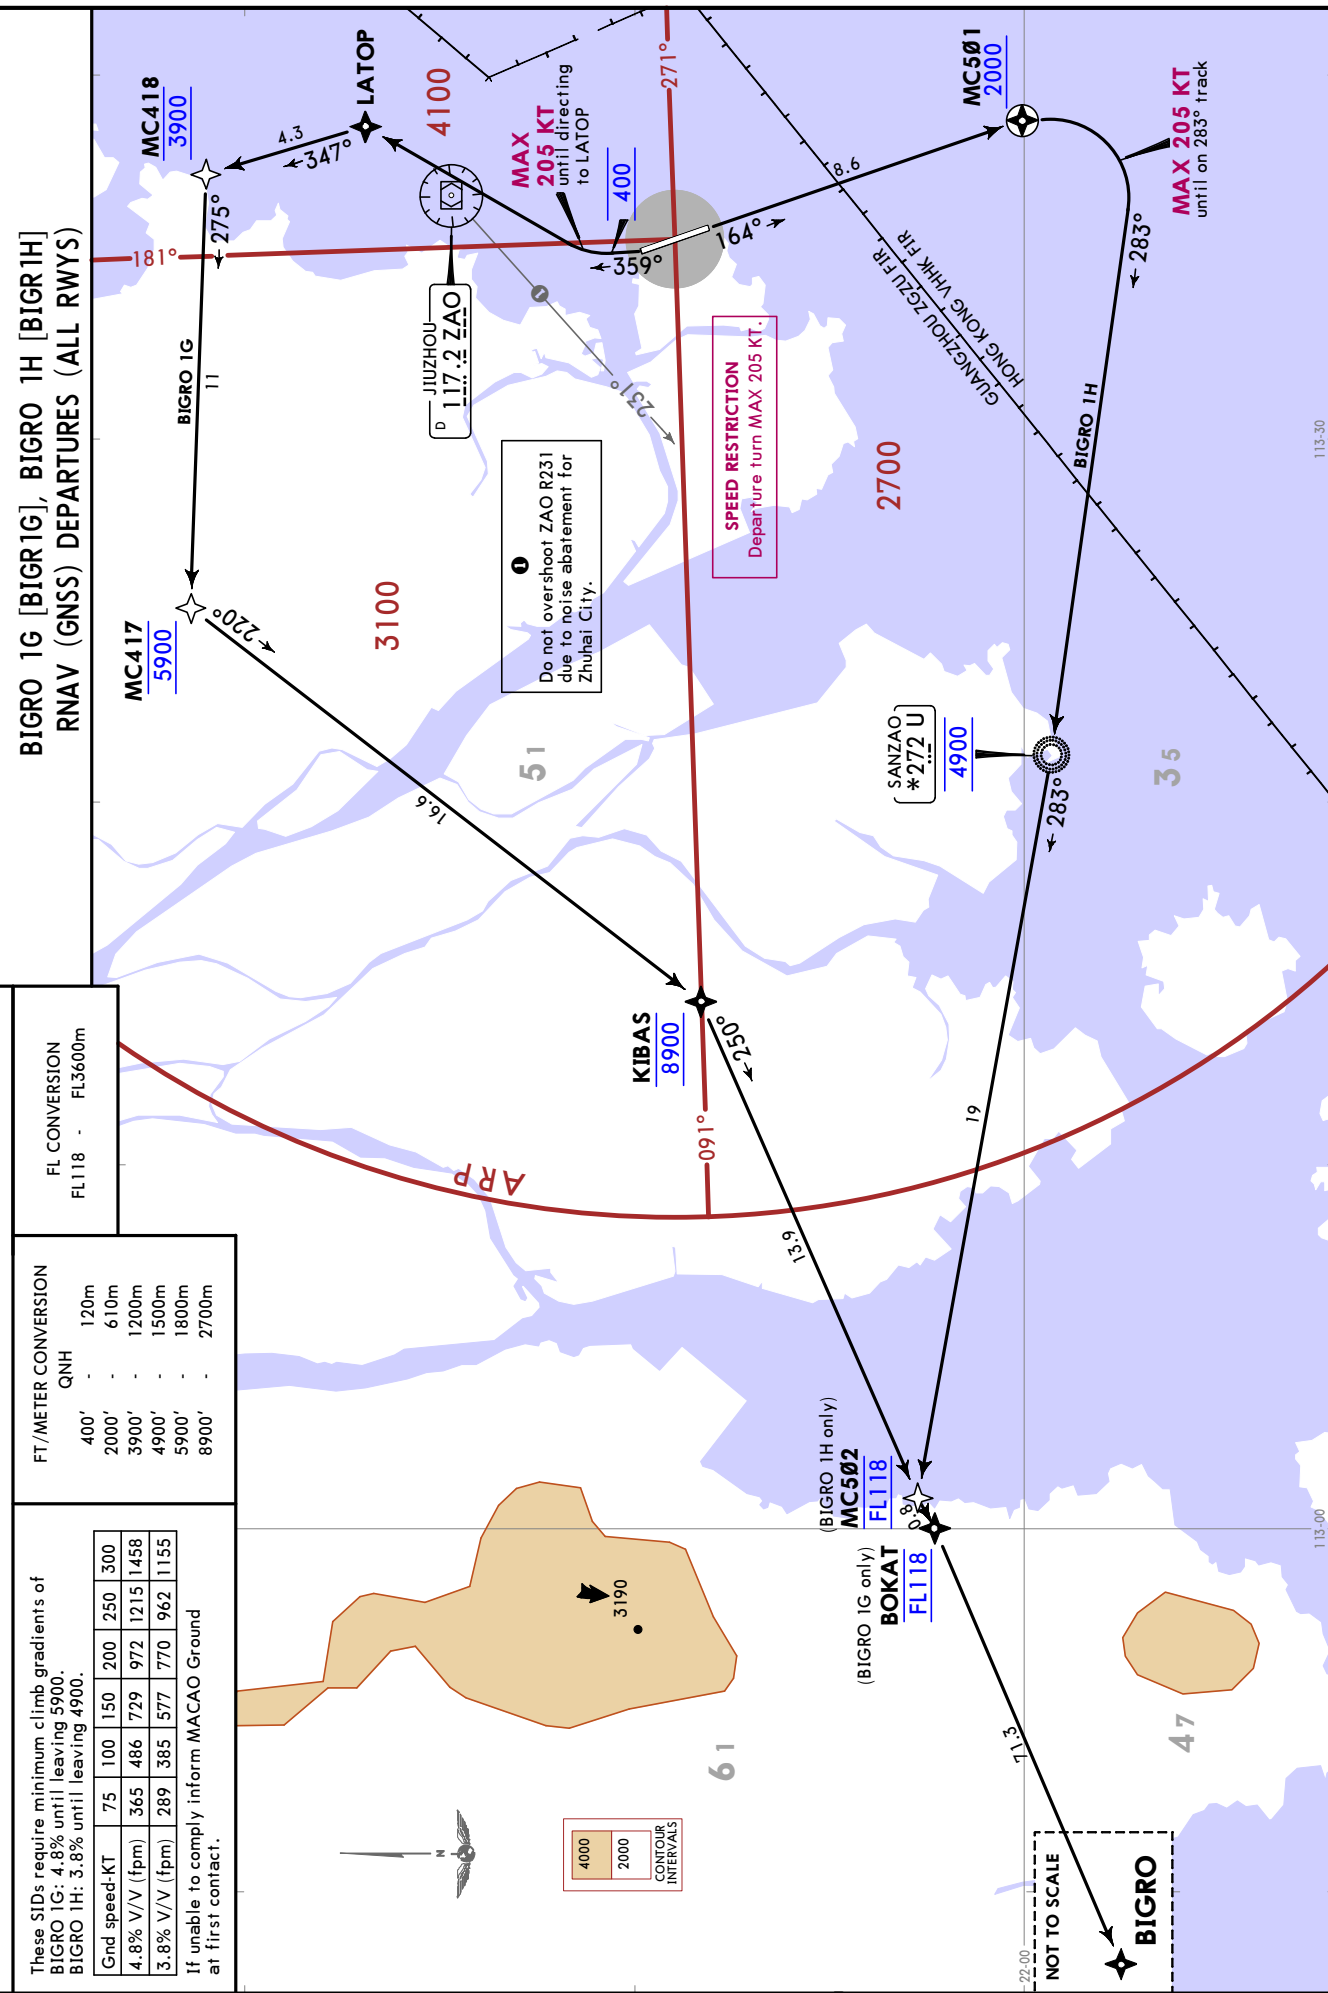 BIGRO 1G [BIGR1G], BIGRO 1H [BIGR1H]
RNAV (GNSS) DEPARTURES (ALL RWYS)
These SIDs require minimum climb gradients of
BIGRO 1G: 4.8% until leaving 5900.
BIGRO 1H: 3.8% until leaving 4900.
Gnd speed-KT 75 100 150 200 250 300
4.8% V/V (fpm) 365 486 729 972 1215 1458
3.8% V/V (fpm) 289 385 577 770 962 1155
If unable to comply inform MACAO Ground
at first contact.
FT/METER CONVERSION
QNH
400' - 120m
2000' - 610m
3900' - 1200m
4900' - 1500m
5900' - 1800m
8900' - 2700m
FL CONVERSION
FL118 - FL3600m
MC418
3900
LATOP
4.3
347°
275°
181°
BIGRO 1G
11
MC417
5900
220°
16.6
4100
3100
2700
MAX
205 KT
until directing
to LATOP
400
359°
271°
JIUZHOU
D 117.2 ZAO
1
231°
1
Do not overshoot ZAO R231
due to noise abatement for
Zhuhai City.
SPEED RESTRICTION
Departure turn MAX 205 KT.
164°
8.6
MC5Ø1
2000
MAX 205 KT
until on 283° track
283°
GUANGZHOU ZGZU FIR
HONG KONG VHHK FIR
BIGRO 1H
113-30
51
35
SANZAO
*272 U
4900
283°
KIBAS
8900
250°
091°
ARP
13.9
19
(BIGRO 1H only)
MC5Ø2
FL118
0.8
(BIGRO 1G only)
BOKAT
FL118
113-00
3190
61
47
71.3
N
4000
2000
CONTOUR
INTERVALS
22-00
NOT TO SCALE
BIGRO